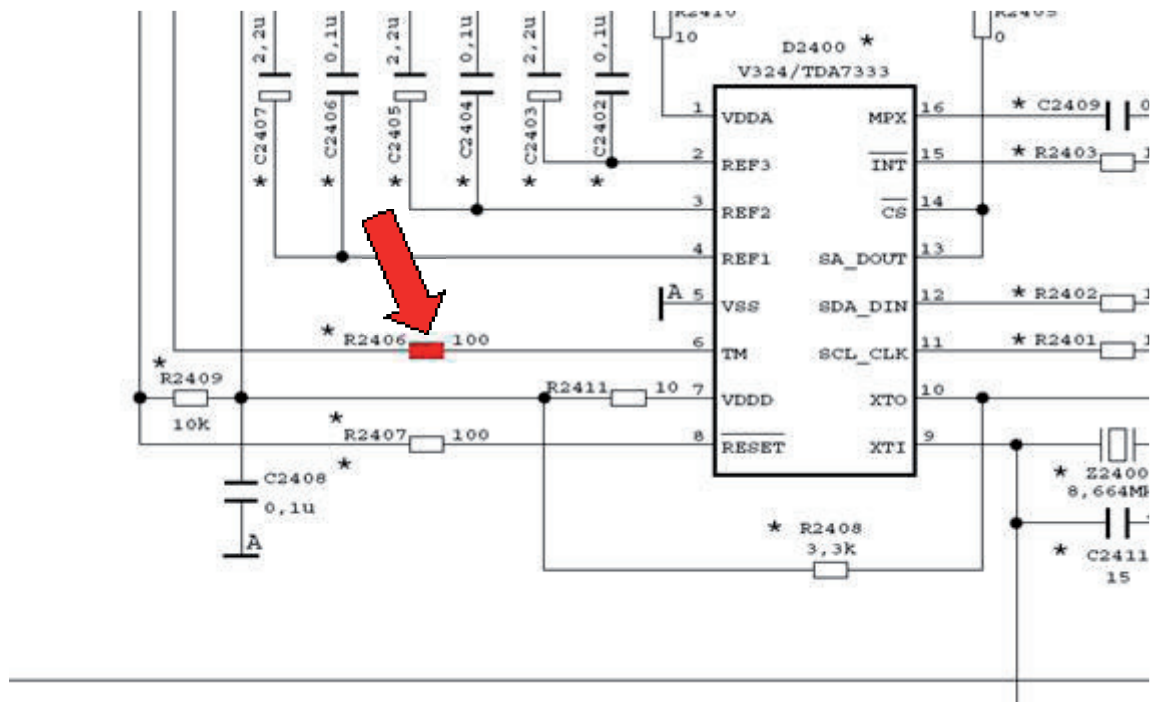 10
0
2,2u
0,1u
2,2u
0,1u
2,2u
0,1u
* C2407
* C2406
* C2405
* C2404
* C2403
* C2402
D2400 *
V324/TDA7333
1 VDDA
2 REF3
3 REF2
4 REF1
A 5 VSS
6 TM
7 VDDD
8 RESET
MPX 16
INT 15
CS 14
SA_DOUT 13
SDA_DIN 12
SCL_CLK 11
XTO 10
XTI 9
* C2409
* R2403
* R2402
* R2401
* R2406 100
* R2409
10k
R2411 10
* R2407 100
*
C2408
0,1u
A
* R2408
3,3k
* Z2400
* C2411
15